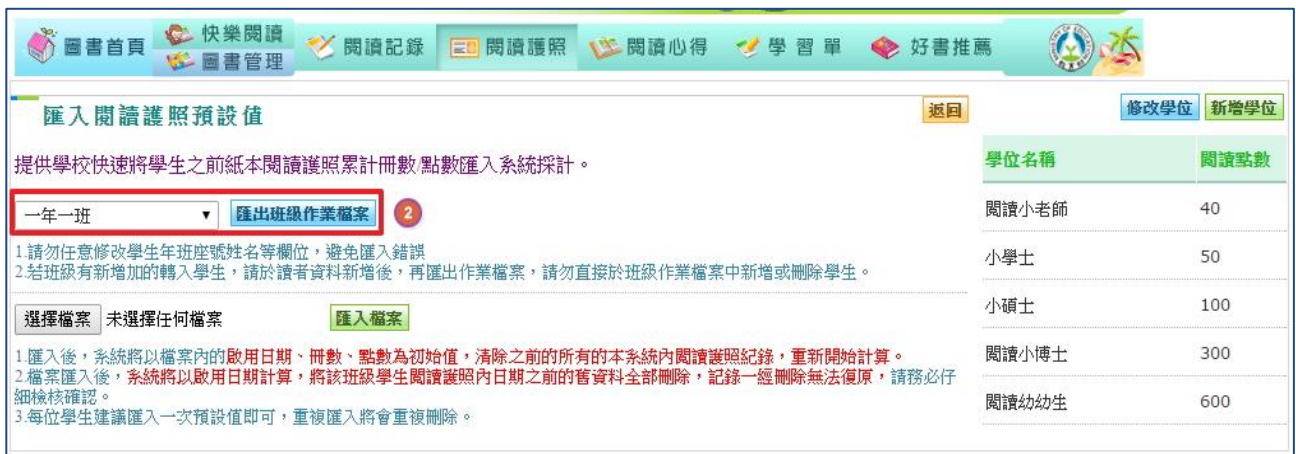 圖書首頁 快樂閱讀 圖書管理 閱讀記錄 閱讀護照 閱讀心得 學習單 好書推薦
匯入閱讀護照預設值 返回
提供學校快速將學生之前紙本閱讀護照累計冊數/點數匯入系統採計。
一年一班 匯出班級作業檔案 2
1.請勿任意修改學生年班座號姓名等欄位，避免匯入錯誤
2.若班級有新增加的轉入學生，請於讀者資料新增後，再匯出作業檔案，請勿直接於班級作業檔案中新增或刪除學生。
選擇檔案 未選擇任何檔案 匯入檔案
1.匯入後，系統將以檔案內的啟用日期、冊數、點數為初始值，清除之前的所有的本系統內閱讀護照紀錄，重新開始計算。
2.檔案匯入後，系統將以啟用日期計算，將該班級學生閱讀護照內日期之前的舊資料全部刪除，記錄一經刪除無法復原，請務必仔
細檢核確認。
3.每位學生建議匯入一次預設值即可，重複匯入將會重複刪除。
修改學位 新增學位
學位名稱 閱讀點數
閱讀小老師 40
小學士 50
小碩士 100
閱讀小博士 300
閱讀幼幼生 600